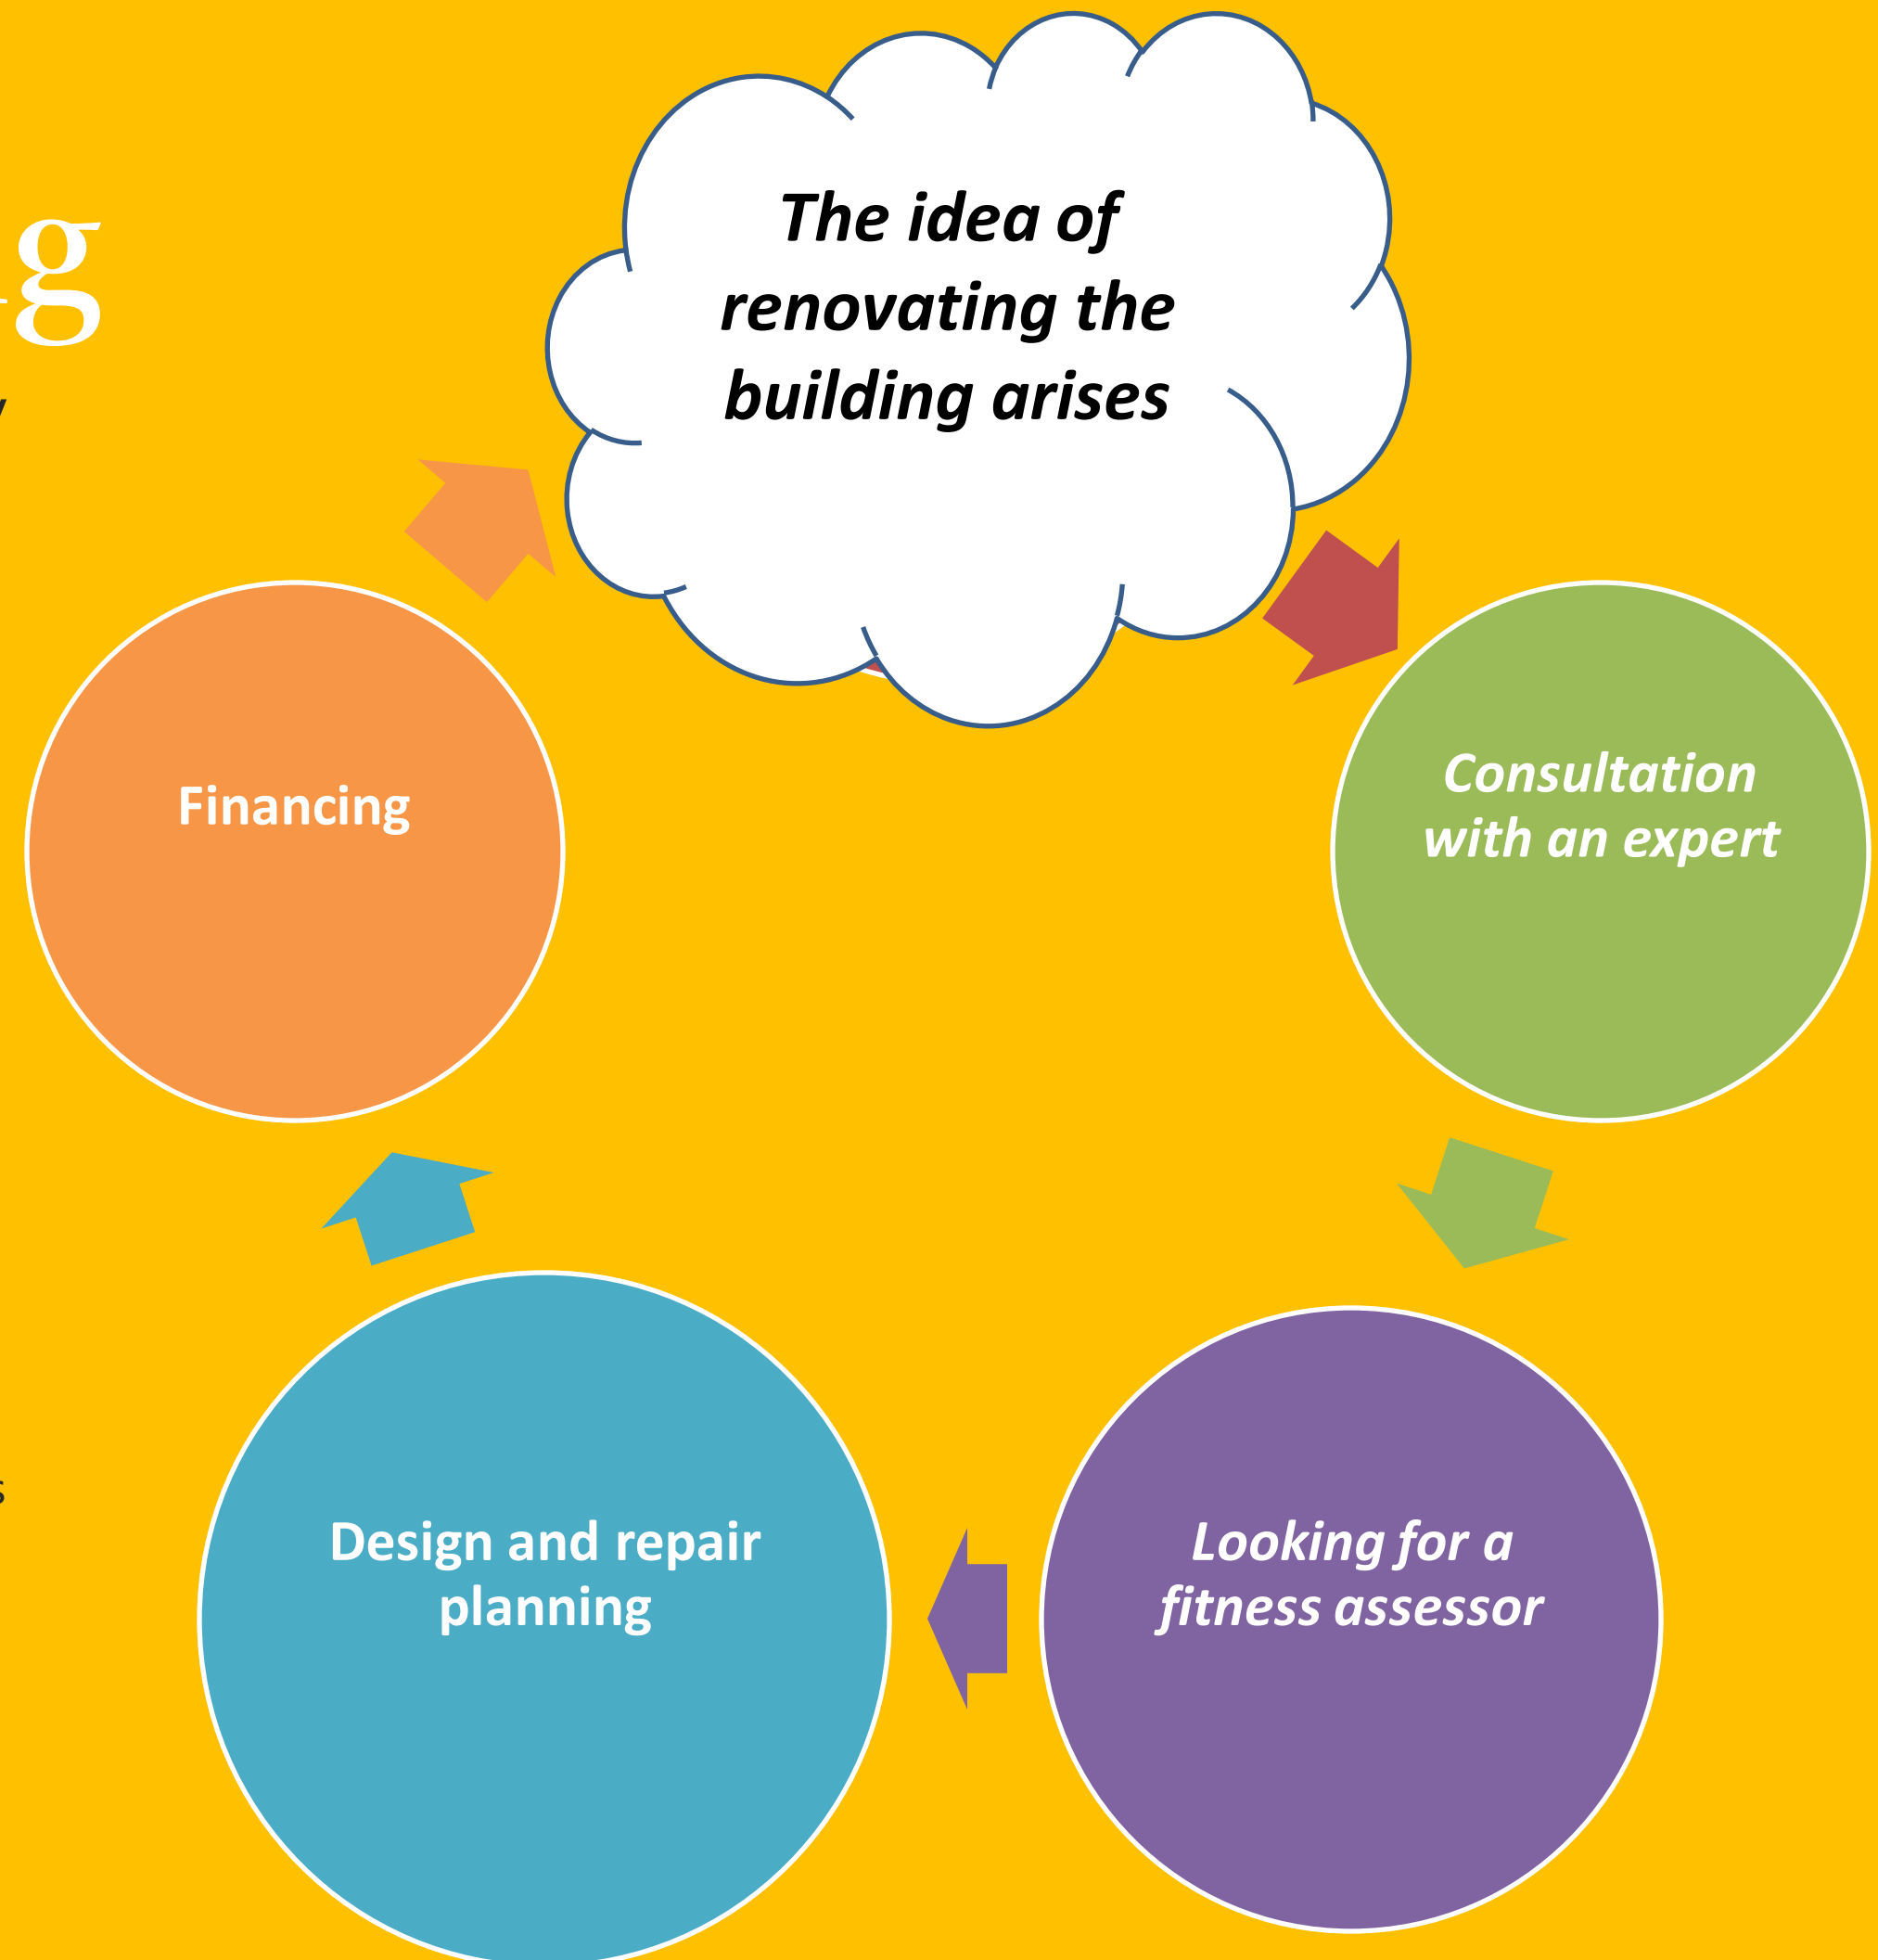 g
The idea of
renovating the
building arises
Financing
Consultation
with an expert
s
Design and repair
planning
Looking for a
fitness assessor